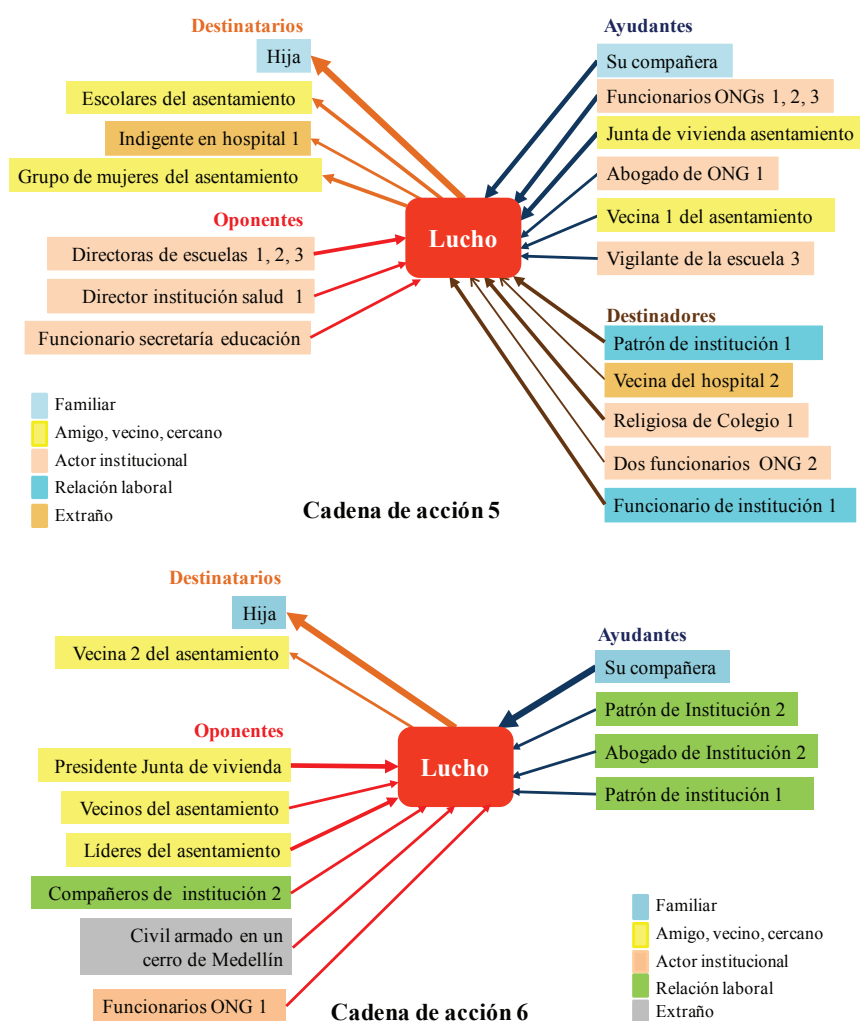 Destinatarios
Hija
Escolares del asentamiento
Indigente en hospital 1
Grupo de mujeres del asentamiento
Oponentes
Directoras de escuelas 1, 2, 3
Director institución salud 1
Funcionario secretaría educación
Lucho
Ayudantes
Su compañera
Funcionarios ONGs 1, 2, 3
Junta de vivienda asentamiento
Abogado de ONG 1
Vecina 1 del asentamiento
Vigilante de la escuela 3
Destinadores
Patrón de institución 1
Vecina del hospital 2
Religiosa de Colegio 1
Dos funcionarios ONG 2
Funcionario de institución 1
Familiar
Amigo, vecino, cercano
Actor institucional
Relación laboral
Extraño
Cadena de acción 5
Destinatarios
Hija
Vecina 2 del asentamiento
Oponentes
Presidente Junta de vivienda
Vecinos del asentamiento
Líderes del asentamiento
Compañeros de institución 2
Civil armado en un
cerro de Medellín
Funcionarios ONG 1
Lucho
Ayudantes
Su compañera
Patrón de Institución 2
Abogado de Institución 2
Patrón de institución 1
Familiar
Amigo, vecino, cercano
Actor institucional
Relación laboral
Extraño
Cadena de acción 6